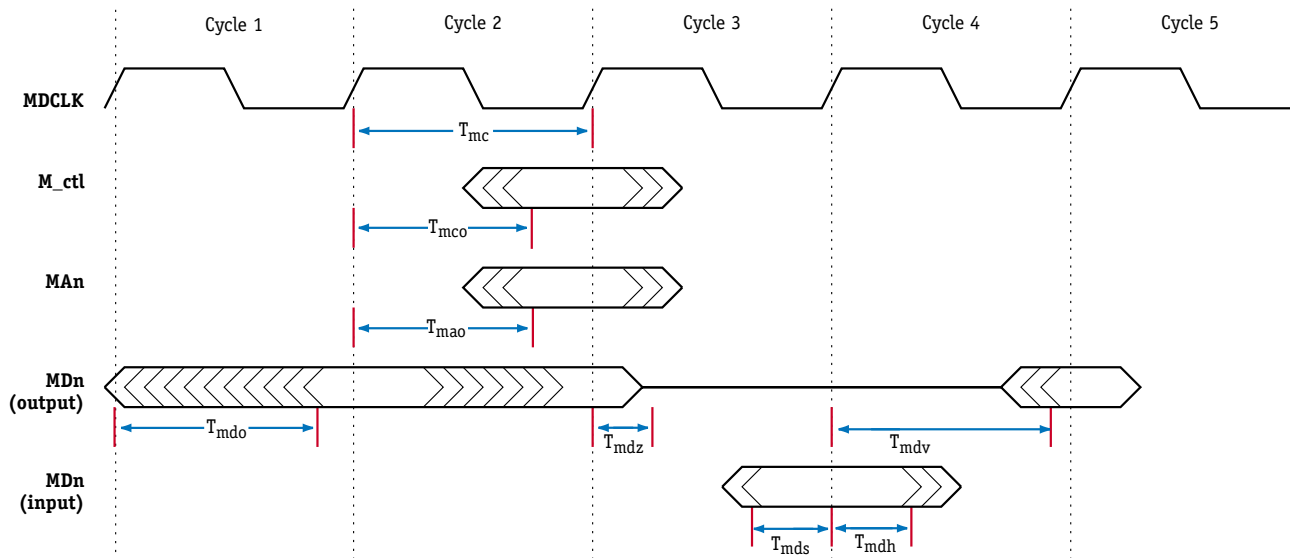 Cycle 1 Cycle 2 Cycle 3 Cycle 4 Cycle 5
MDCLK
Tmc
M_ctl
Tmco
MAn
Tmao
MDn
(output)
Tmdo Tmdz Tmdv
MDn
(input)
Tmds Tmdh